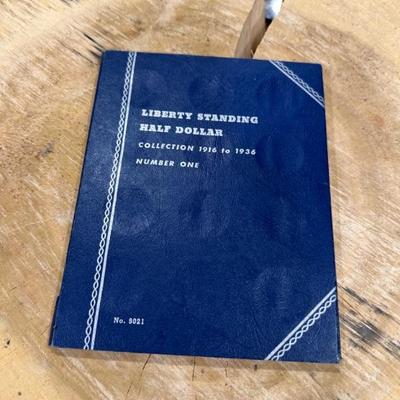 LIBERTY STANDING
HALF DOLLAR
COLLECTION 1916 to 1936
NUMBER ONE
No. 9021